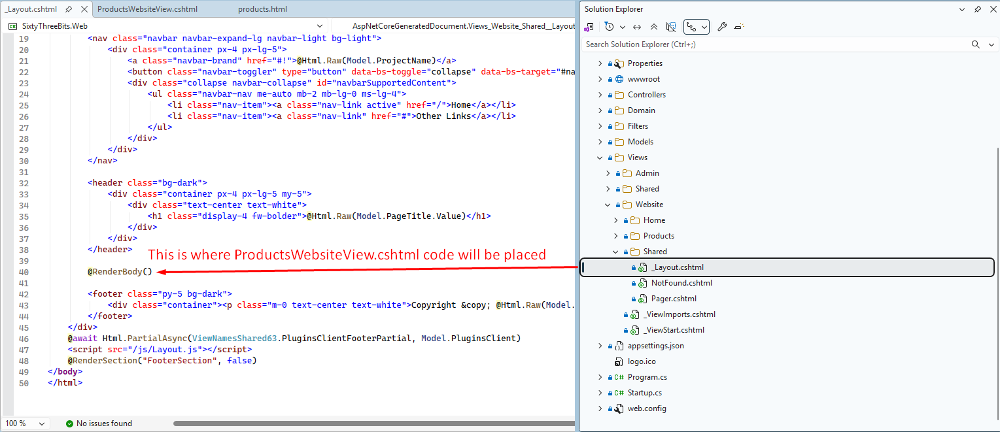 _Layout.cshtml
ProductsWebsiteView.cshtml
products.html
SixtyThreeBits.Web
AspNetCoreGeneratedDocument.Views_Website_Shared__Layout
19 <nav class="navbar navbar-expand-lg navbar-light bg-light">
20 <div class="container px-4 px-lg-5">
21 <a class="navbar-brand" href="#!">@Html.Raw(Model.ProjectName)</a>
22 <button class="navbar-toggler" type="button" data-bs-toggle="collapse" data-bs-target="#na
23 <div class="collapse navbar-collapse" id="navbarSupportedContent">
24 <ul class="navbar-nav me-auto mb-2 mb-lg-0 ms-lg-4">
25 <li class="nav-item"><a class="nav-link active" href="/">Home</a></li>
26 <li class="nav-item"><a class="nav-link" href="#">Other Links</a></li>
27 </ul>
28 </div>
29 </div>
30 </nav>
31
32 <header class="bg-dark">
33 <div class="container px-4 px-lg-5 my-5">
34 <div class="text-center text-white">
35 <h1 class="display-4 fw-bolder">@Html.Raw(Model.PageTitle.Value)</h1>
36 </div>
37 </div>
38 </header>
This is where ProductsWebsiteView.cshtml code will be placed
39
40 @RenderBody()
41
42 <footer class="py-5 bg-dark">
43 <div class="container"><p class="m-0 text-center text-white">Copyright &copy; @Html.Raw(Model.
44 </footer>
45 </div>
46 @await Html.PartialAsync(ViewNamesShared63.PluginsClientFooterPartial, Model.PluginsClient)
47 <script src="/js/Layout.js"></script>
48 @RenderSection("FooterSection", false)
49 </body>
50 </html>
100 %
No issues found
Solution Explorer
Search Solution Explorer (Ctrl+;)
Properties
wwwroot
Controllers
Domain
Filters
Models
Views
Admin
Shared
Website
Home
Products
Shared
_Layout.cshtml
NotFound.cshtml
Pager.cshtml
_ViewImports.cshtml
_ViewStart.cshtml
appsettings.json
logo.ico
C# Program.cs
C# Startup.cs
web.config